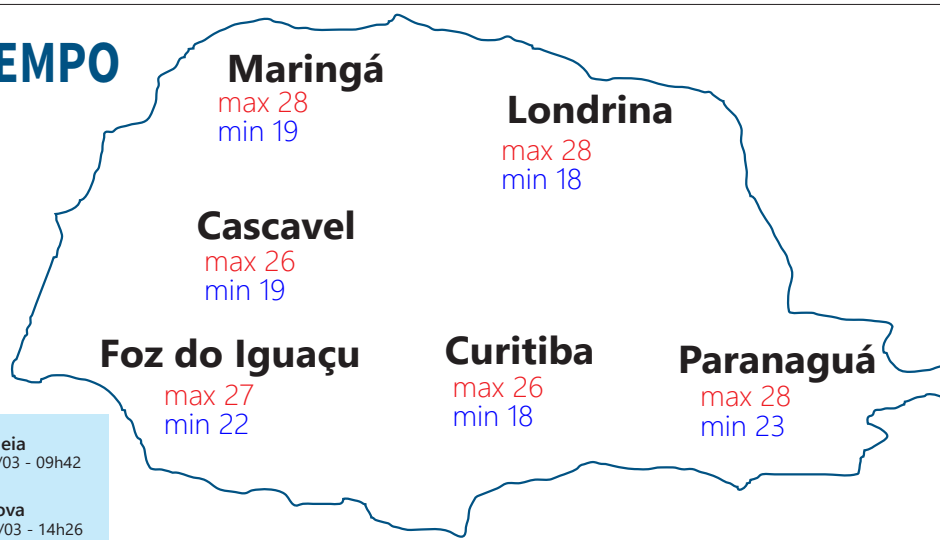 EMPO
Maringá
max 28
min 19
Londrina
max 28
min 18
Cascavel
max 26
min 19
Foz do Iguaçu
max 27
min 22
Curitiba
max 26
min 18
Paranaguá
max 28
min 23
eia
/03 - 09h42
ova
/03 - 14h26